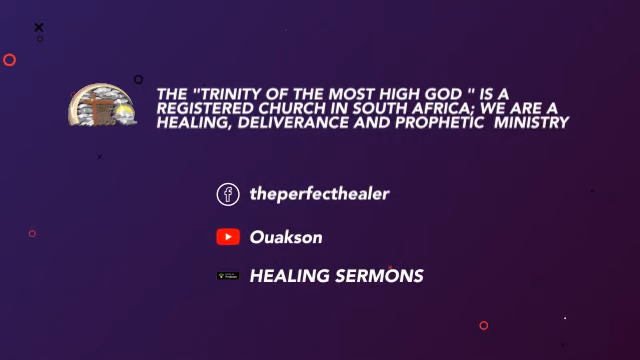 THE "TRINITY OF THE MOST HIGH GOD " IS A
REGISTERED CHURCH IN SOUTH AFRICA; WE ARE A
HEALING, DELIVERANCE AND PROPHETIC MINISTRY
theperfecthealer
Ouakson
HEALING SERMONS